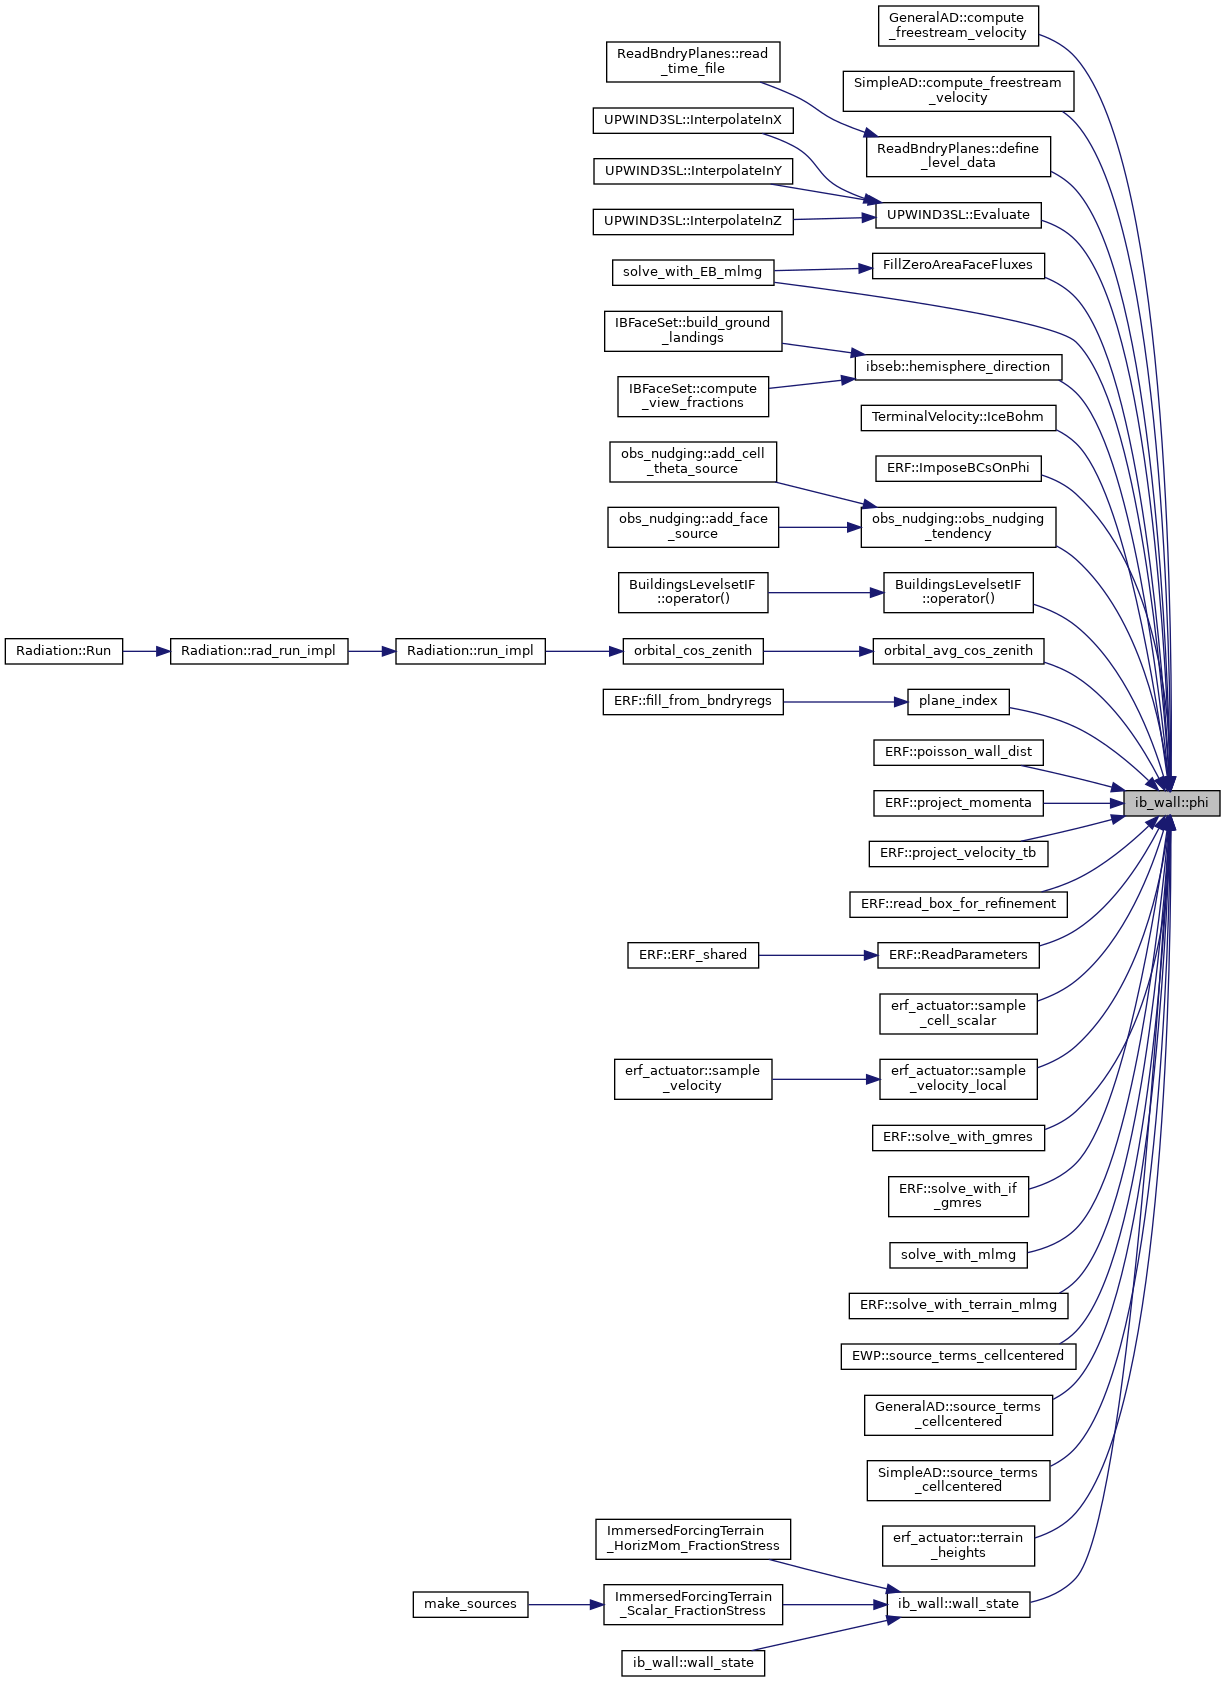 GeneralAD::compute
_freestream_velocity
ReadBndryPlanes::read
_time_file
SimpleAD::compute_freestream
_velocity
UPWIND3SL::InterpolateInX
ReadBndryPlanes::define
_level_data
UPWIND3SL::InterpolateInY
UPWIND3SL::InterpolateInZ
UPWIND3SL::Evaluate
solve_with_EB_mlmg
FillZeroAreaFaceFluxes
IBFaceSet::build_ground
_landings
ibseb::hemisphere_direction
IBFaceSet::compute
_view_fractions
TerminalVelocity::IceBohm
obs_nudging::add_cell
_theta_source
ERF::ImposeBCsOnPhi
obs_nudging::add_face
_source
obs_nudging::obs_nudging
_tendency
BuildingsLevelsetIF
::operator()
BuildingsLevelsetIF
::operator()
Radiation::Run
Radiation::rad_run_impl
Radiation::run_impl
orbital_cos_zenith
orbital_avg_cos_zenith
ERF::fill_from_bndryregs
plane_index
ERF::poisson_wall_dist
ERF::project_momenta
ib_wall::phi
ERF::project_velocity_tb
ERF::read_box_for_refinement
ERF::ERF_shared
ERF::ReadParameters
erf_actuator::sample
_cell_scalar
erf_actuator::sample
_velocity
erf_actuator::sample
_velocity_local
ERF::solve_with_gmres
ERF::solve_with_if
_gmres
solve_with_mlmg
ERF::solve_with_terrain_mlmg
EWP::source_terms_cellcentered
GeneralAD::source_terms
_cellcentered
SimpleAD::source_terms
_cellcentered
erf_actuator::terrain
_heights
ImmersedForcingTerrain
_HorizMom_FractionStress
make_sources
ImmersedForcingTerrain
_Scalar_FractionStress
ib_wall::wall_state
ib_wall::wall_state